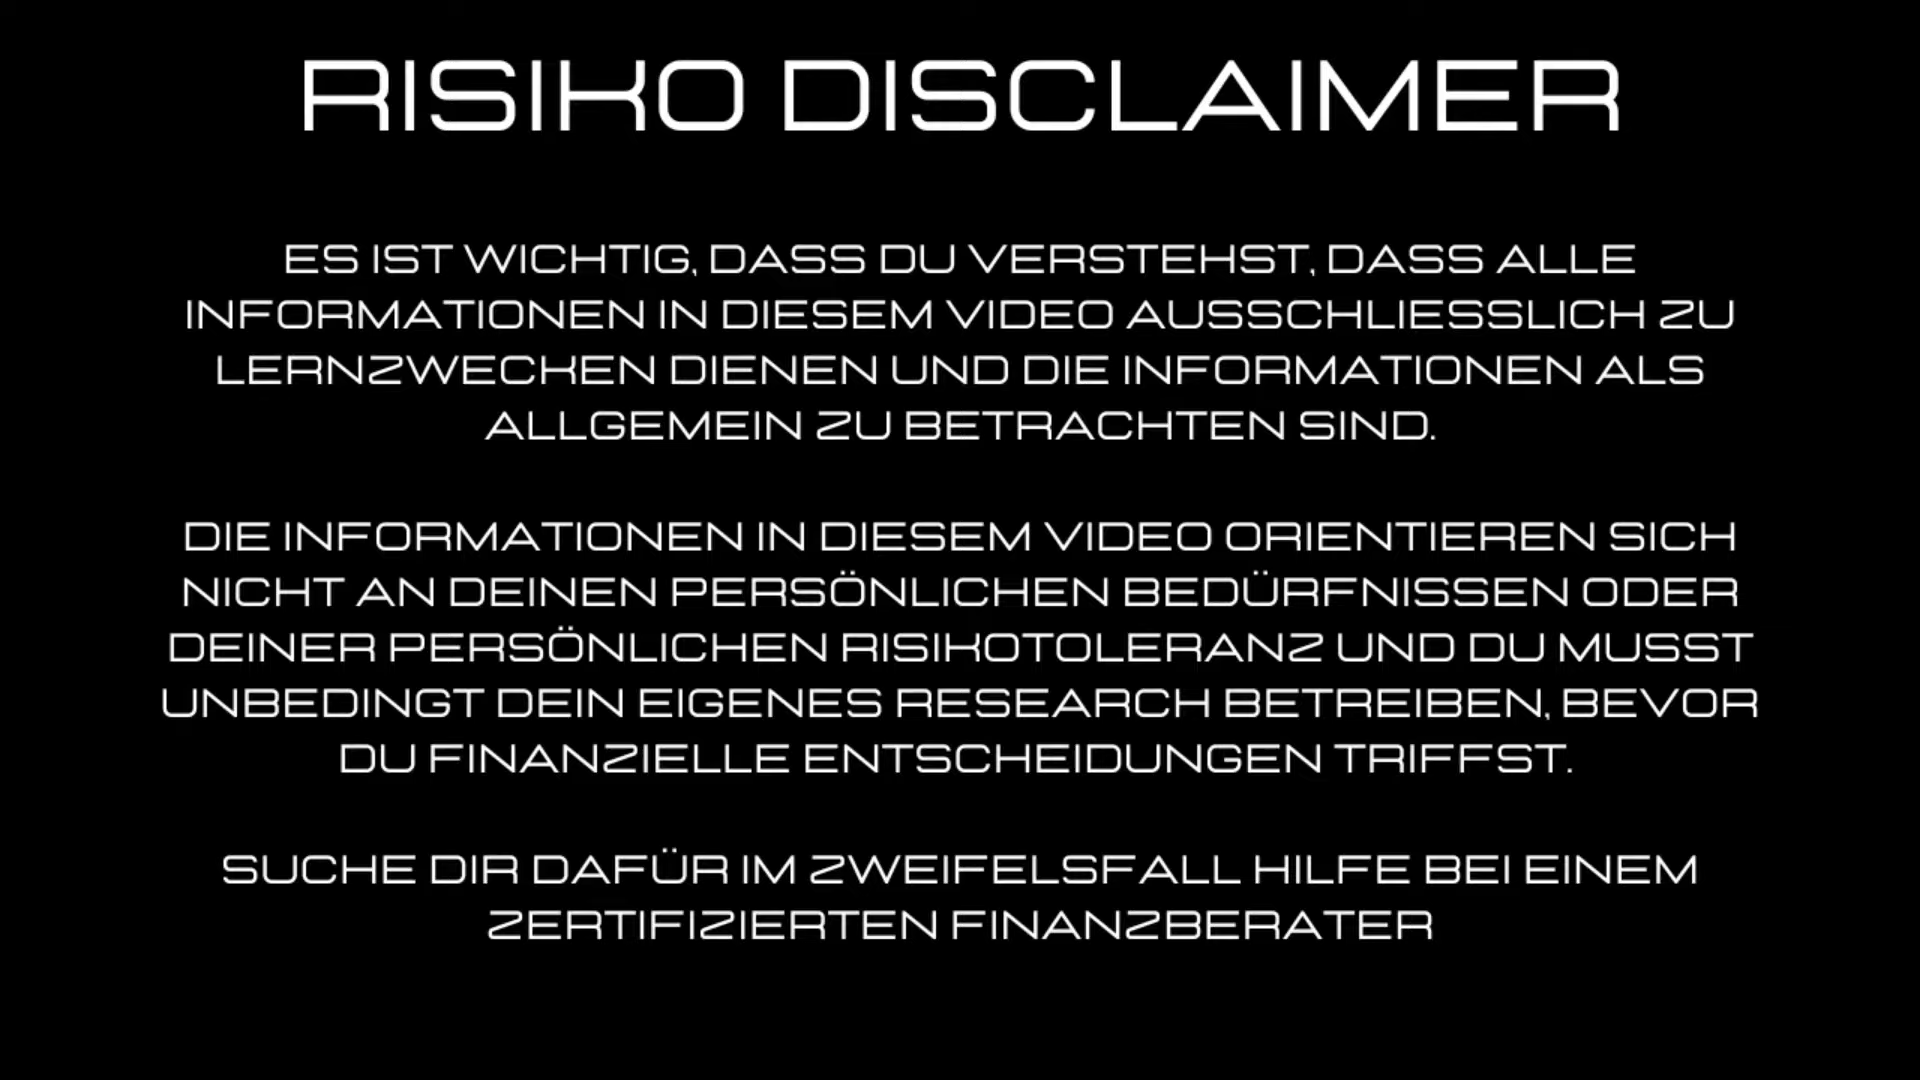 RISIKO DISCLAIMER
ES IST WICHTIG, DASS DU VERSTEHST, DASS ALLE
INFORMATIONEN IN DIESEM VIDEO AUSSCHLIESSLICH ZU
LERNZWECKEN DIENEN UND DIE INFORMATIONEN ALS
ALLGEMEIN ZU BETRACHTEN SIND.
DIE INFORMATIONEN IN DIESEM VIDEO ORIENTIEREN SICH
NICHT AN DEINEN PERSÖNLICHEN BEDÜRFNISSEN ODER
DEINER PERSÖNLICHEN RISIKOTOLERANZ UND DU MUSST
UNBEDINGT DEIN EIGENES RESEARCH BETREIBEN, BEVOR
DU FINANZIELLE ENTSCHEIDUNGEN TRIFFST.
SUCHE DIR DAFÜR IM ZWEIFELSFALL HILFE BEI EINEM
ZERTIFIZIERTEN FINANZBERATER